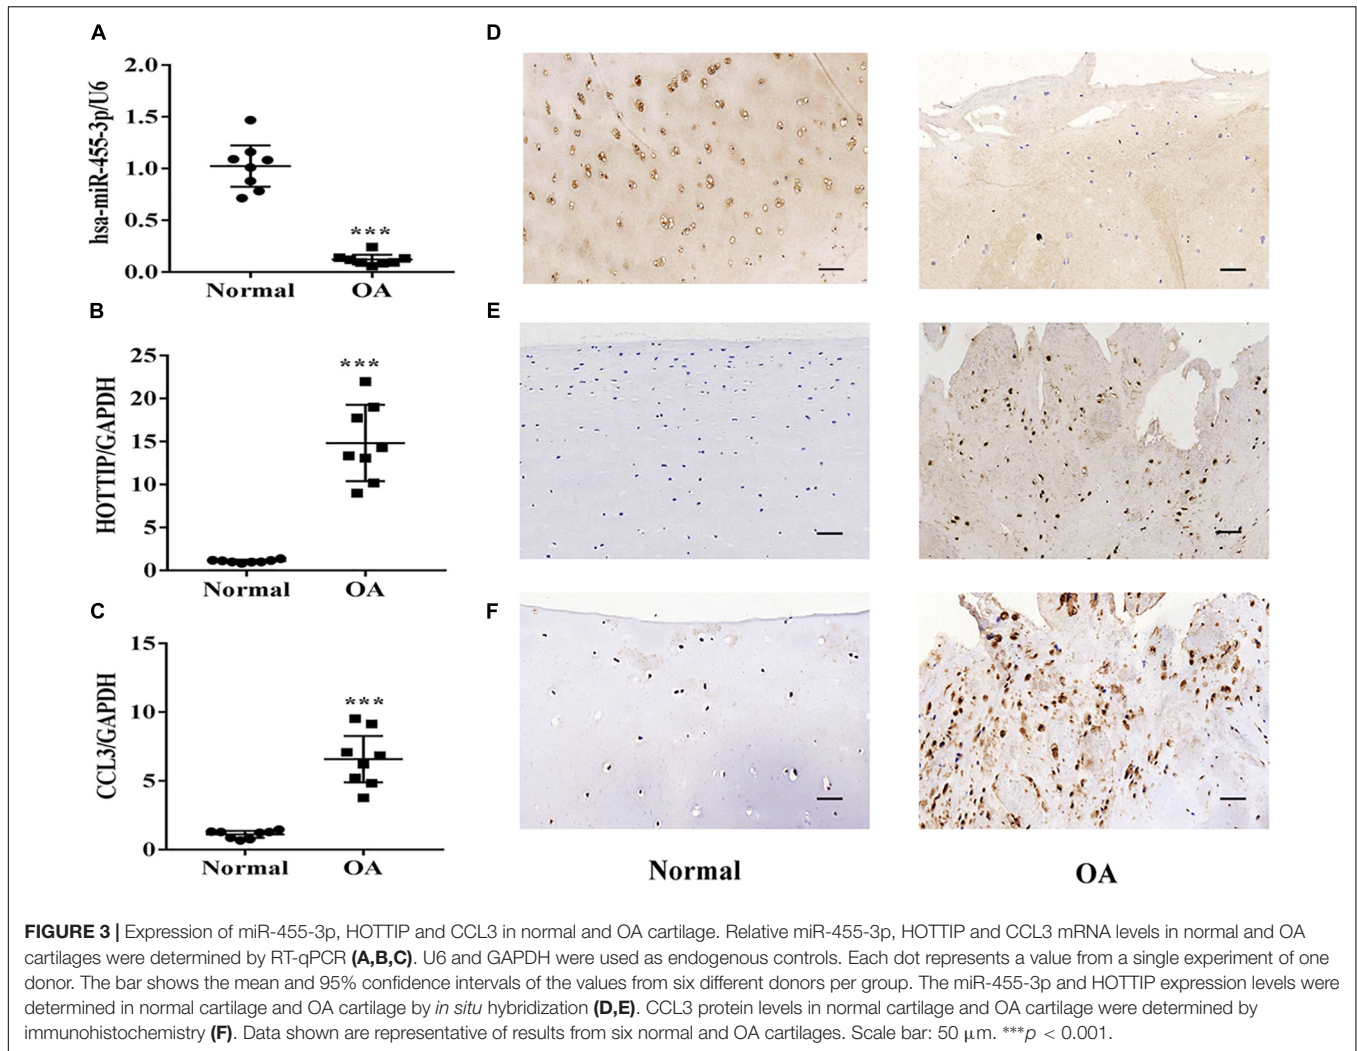 A
2.0
1.5
1.0
0.5
0.0
hsa-miR-455-3p/U6
***
Normal OA
B
25
20
15
10
5
0
HOTTIP/GAPDH
***
Normal OA
C
15
10
5
0
CCL3/GAPDH
***
Normal OA
D
E
F
Normal OA
FIGURE 3 | Expression of miR-455-3p, HOTTIP and CCL3 in normal and OA cartilage. Relative miR-455-3p, HOTTIP and CCL3 mRNA levels in normal and OA
cartilages were determined by RT-qPCR (A,B,C). U6 and GAPDH were used as endogenous controls. Each dot represents a value from a single experiment of one
donor. The bar shows the mean and 95% confidence intervals of the values from six different donors per group. The miR-455-3p and HOTTIP expression levels were
determined in normal cartilage and OA cartilage by in situ hybridization (D,E). CCL3 protein levels in normal cartilage and OA cartilage were determined by
immunohistochemistry (F). Data shown are representative of results from six normal and OA cartilages. Scale bar: 50 μm. ***p < 0.001.